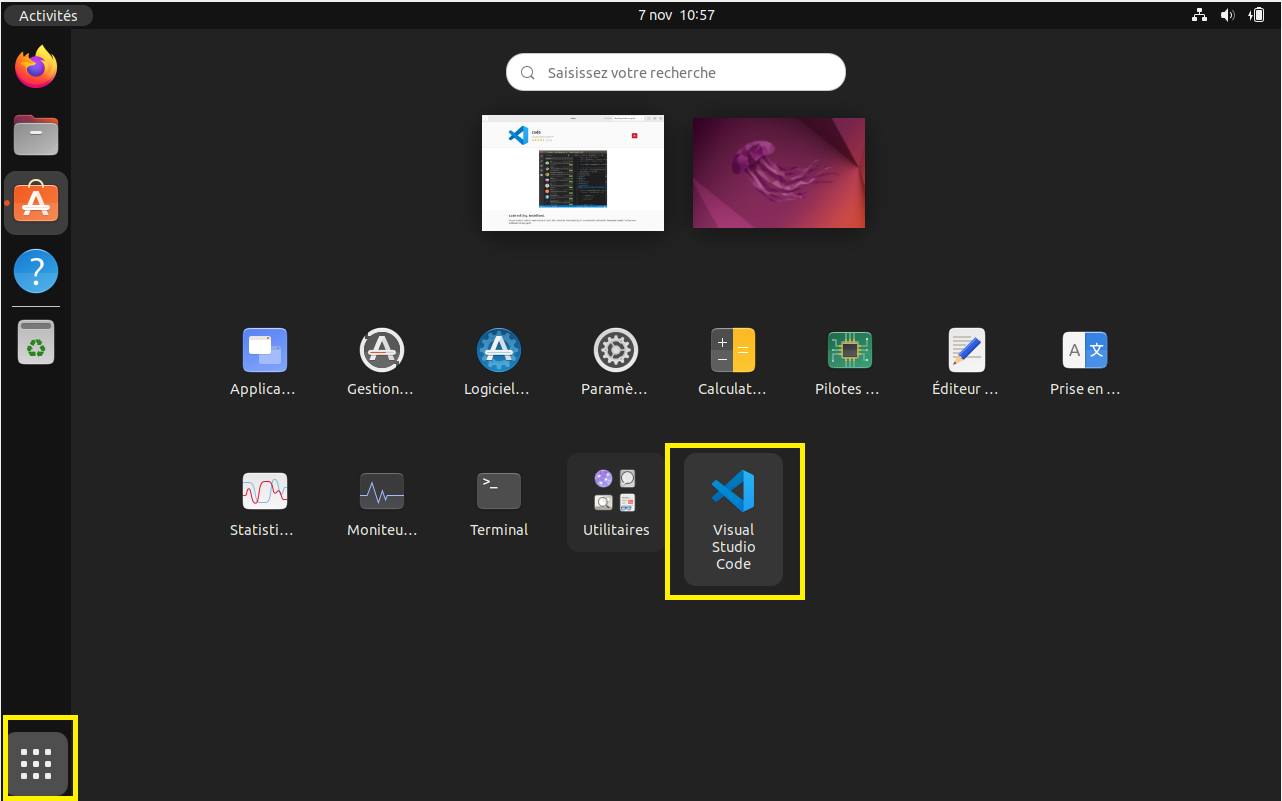 Activités
7 nov 10:57
Saisissez votre recherche
code
Applica...
Gestion...
Logiciel...
Paramè...
Calculat...
Pilotes ...
Éditeur ...
Prise en ...
Statisti...
Moniteu...
Terminal
Utilitaires
Visual
Studio
Code